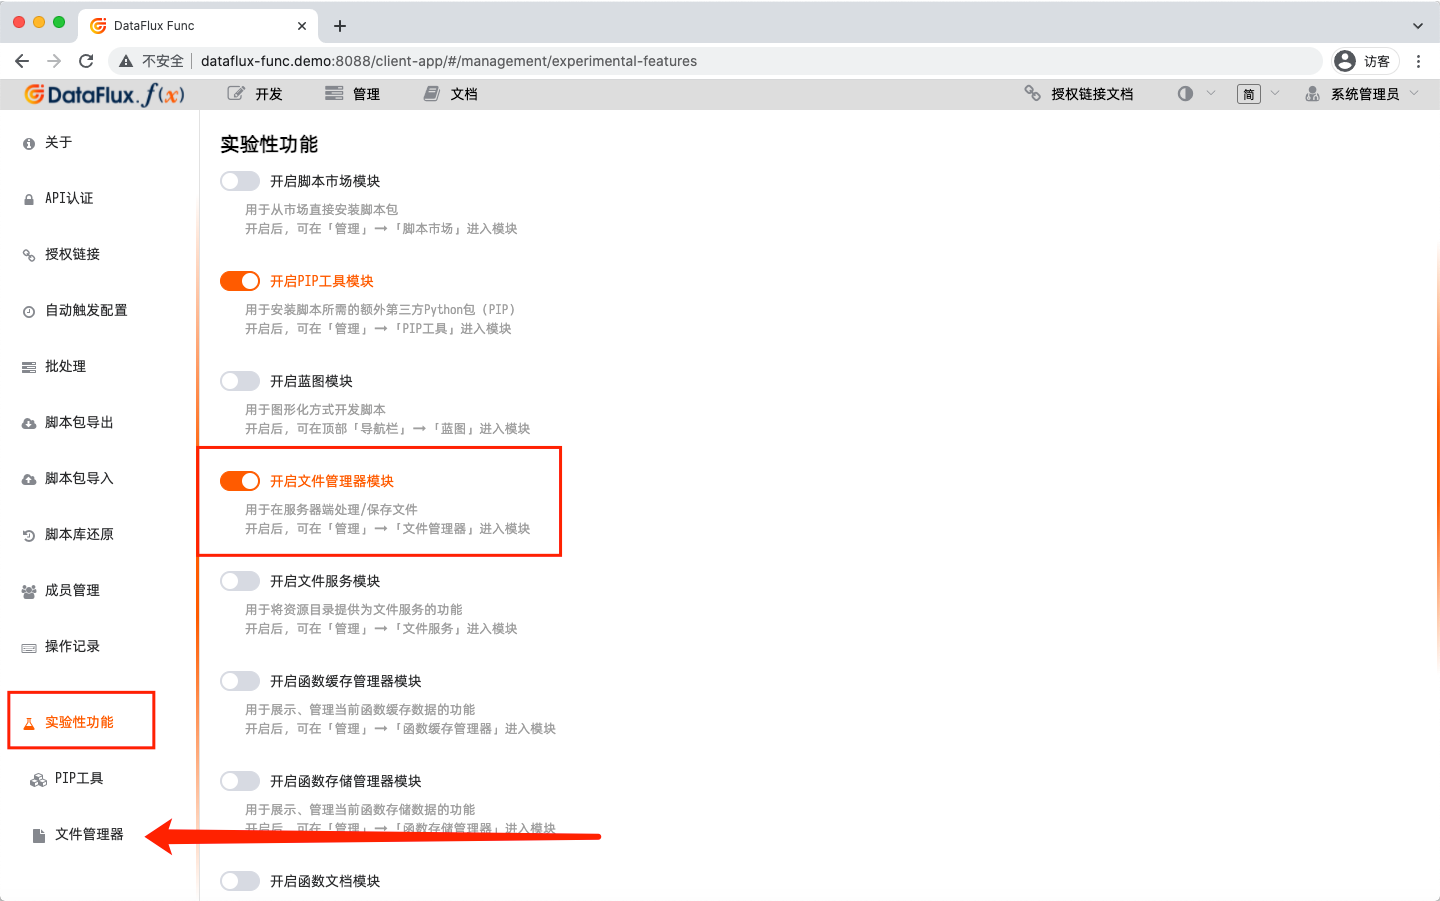 DataFlux Func
不安全
dataflux-func.demo:8088/client-app/#/management/experimental-features
访客
DataFlux.f(x)
开发
管理
文档
授权链接文档
简
系统管理员
关于
API认证
授权链接
自动触发配置
批处理
脚本包导出
脚本包导入
脚本库还原
成员管理
操作记录
实验性功能
PIP工具
文件管理器
实验性功能
开启脚本市场模块
用于从市场直接安装脚本包
开启后，可在「管理」→「脚本市场」进入模块
开启PIP工具模块
用于安装脚本所需的额外第三方Python包（PIP）
开启后，可在「管理」→「PIP工具」进入模块
开启蓝图模块
用于图形化方式开发脚本
开启后，可在顶部「导航栏」→「蓝图」进入模块
开启文件管理器模块
用于在服务器端处理/保存文件
开启后，可在「管理」→「文件管理器」进入模块
开启文件服务模块
用于将资源目录提供为文件服务的功能
开启后，可在「管理」→「文件服务」进入模块
开启函数缓存管理器模块
用于展示、管理当前函数缓存数据的功能
开启后，可在「管理」→「函数缓存管理器」进入模块
开启函数存储管理器模块
用于展示、管理当前函数存储数据的功能
开启后，可在「管理」→「函数存储管理器」进入模块
开启函数文档模块